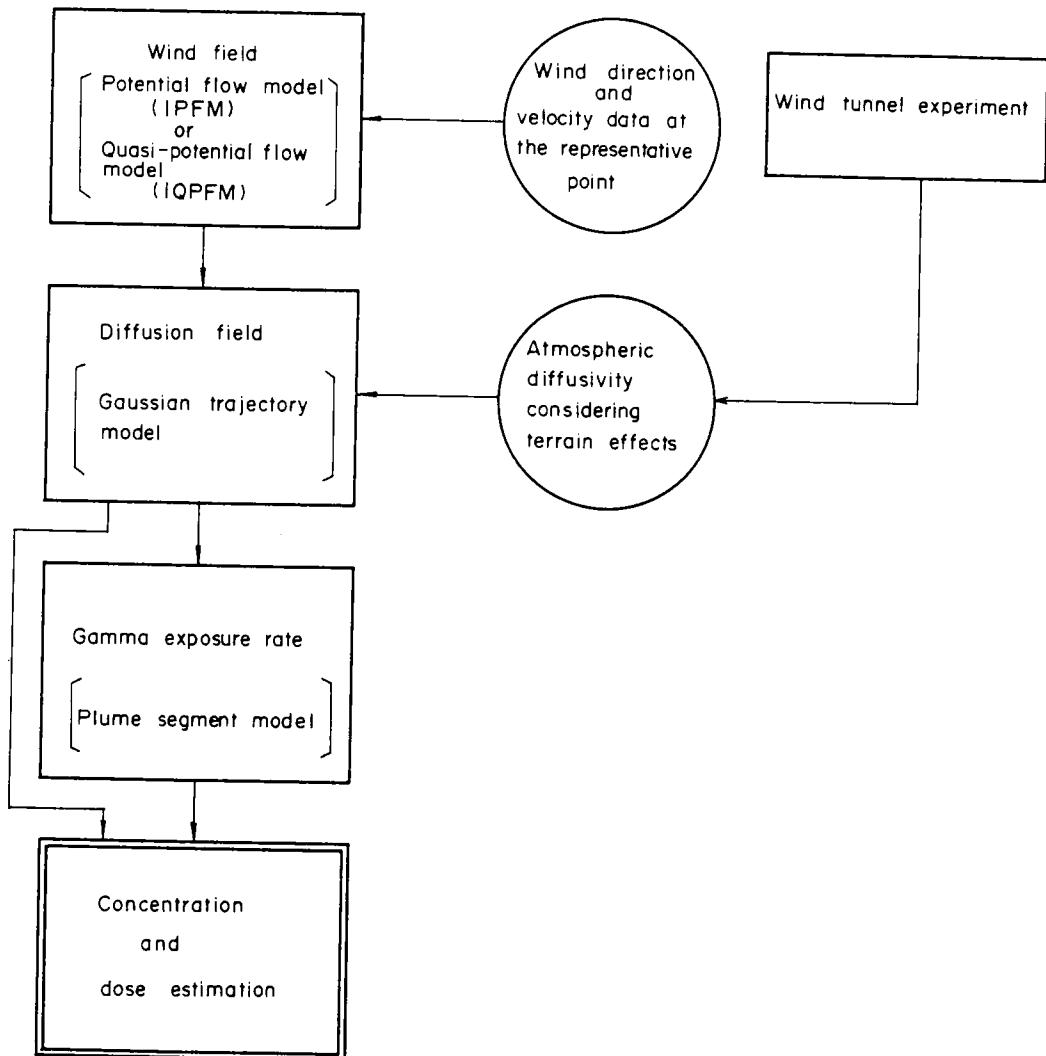 Wind field
Potential flow model
(IPFM)
or
Quasi-potential flow
model
(IQPFM)
Wind direction
and
velocity data at
the representative
point
Wind tunnel experiment
Diffusion field
Gaussian trajectory
model
Atmospheric
diffusivity
considering
terrain effects
Gamma exposure rate
Plume segment model
Concentration
and
dose estimation